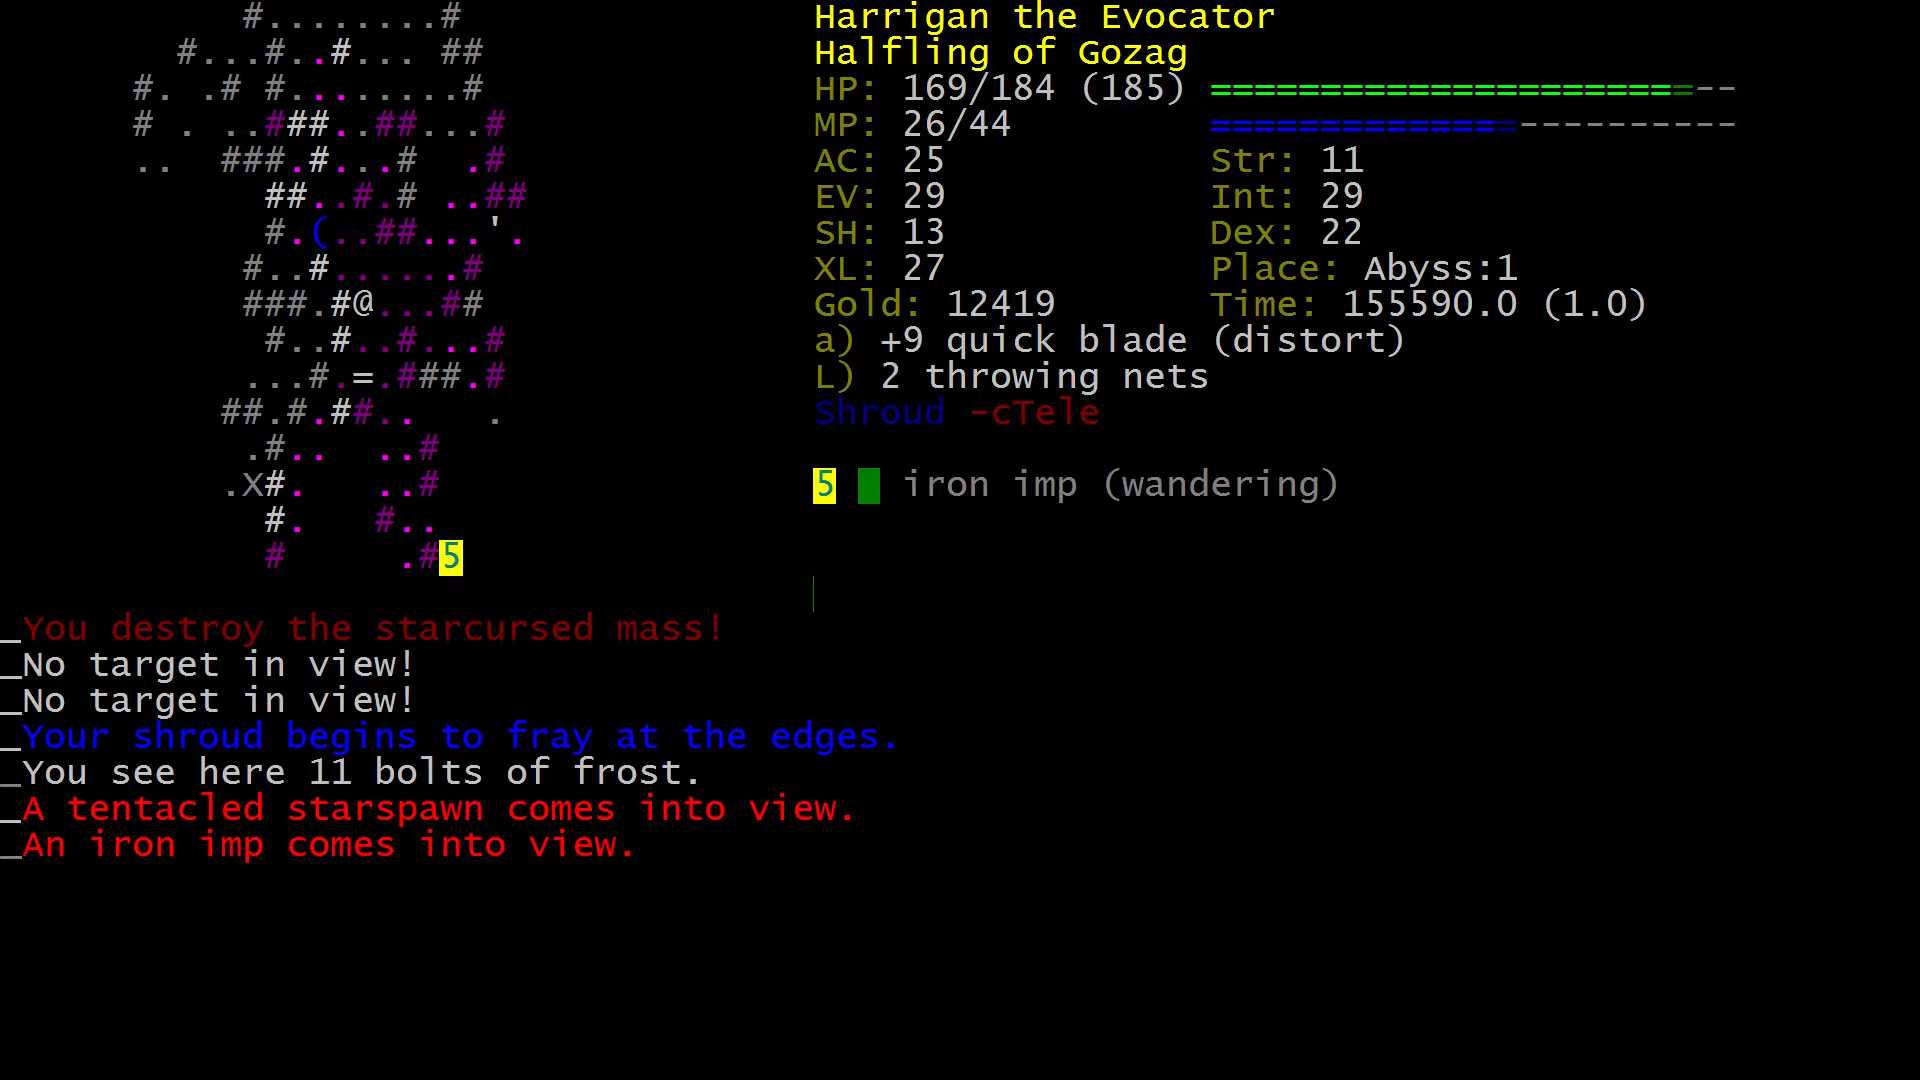 #........#
Harrigan the Evocator
#...#..#... ##
Halfling of Gozag
#. .# #........#
HP: 169/184 (185) ======================--
# . ..####..##...#
MP: 26/44 ==============----------
.. ###.#...# .#
AC: 25 Str: 11
##..#.# ..##
EV: 29 Int: 29
#.(..##...'.
SH: 13 Dex: 22
#..#......#
XL: 27 Place: Abyss:1
###.#@...##
Gold: 12419 Time: 155590.0 (1.0)
#..#..#...#
a) +9 quick blade (distort)
...#.=.###.#
L) 2 throwing nets
##.#.##.. .
Shroud -cTele
.#.. ..#
.X#. ..#
5 iron imp (wandering)
#. #..
# .#5
_You destroy the starcursed mass!
_No target in view!
_No target in view!
_Your shroud begins to fray at the edges.
_You see here 11 bolts of frost.
_A tentacled starspawn comes into view.
_An iron imp comes into view.